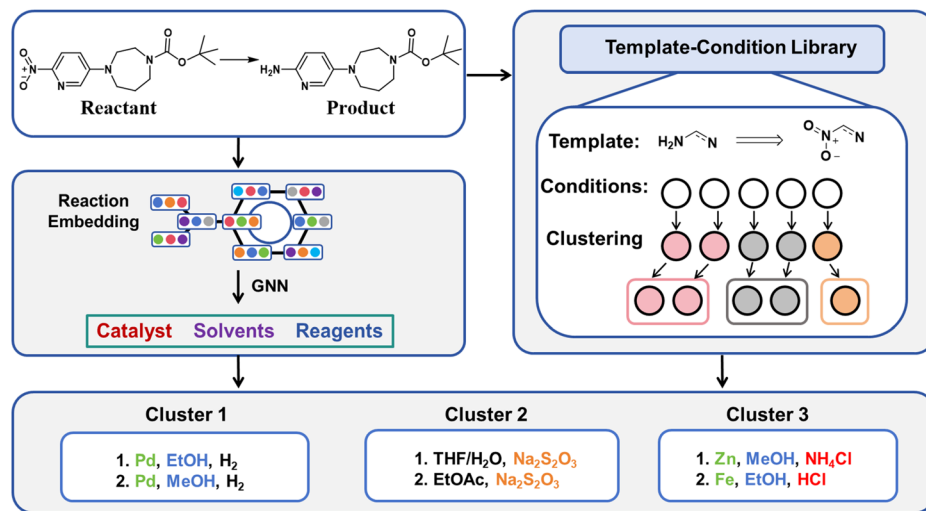 O
N+
O−
N
N
N
O
O
H2N
N
N
N
O
O
Reactant
Product
Template-Condition Library
Template:
H2N
N
O
N+
O−
N
Conditions:
Clustering
Reaction
Embedding
GNN
Catalyst Solvents Reagents
Cluster 1
1. Pd, EtOH, H2
2. Pd, MeOH, H2
Cluster 2
1. THF/H2O, Na2S2O3
2. EtOAc, Na2S2O3
Cluster 3
1. Zn, MeOH, NH4Cl
2. Fe, EtOH, HCl